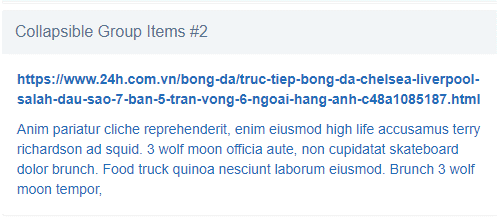 Collapsible Group Items #2
https://www.24h.com.vn/bong-da/truc-tiep-bong-da-chelsea-liverpool-
salah-dau-sao-7-ban-5-tran-vong-6-ngoai-hang-anh-c48a1085187.html
Anim pariatur cliche reprehenderit, enim eiusmod high life accusamus terry
richardson ad squid. 3 wolf moon officia aute, non cupidatat skateboard
dolor brunch. Food truck quinoa nesciunt laborum eiusmod. Brunch 3 wolf
moon tempor,